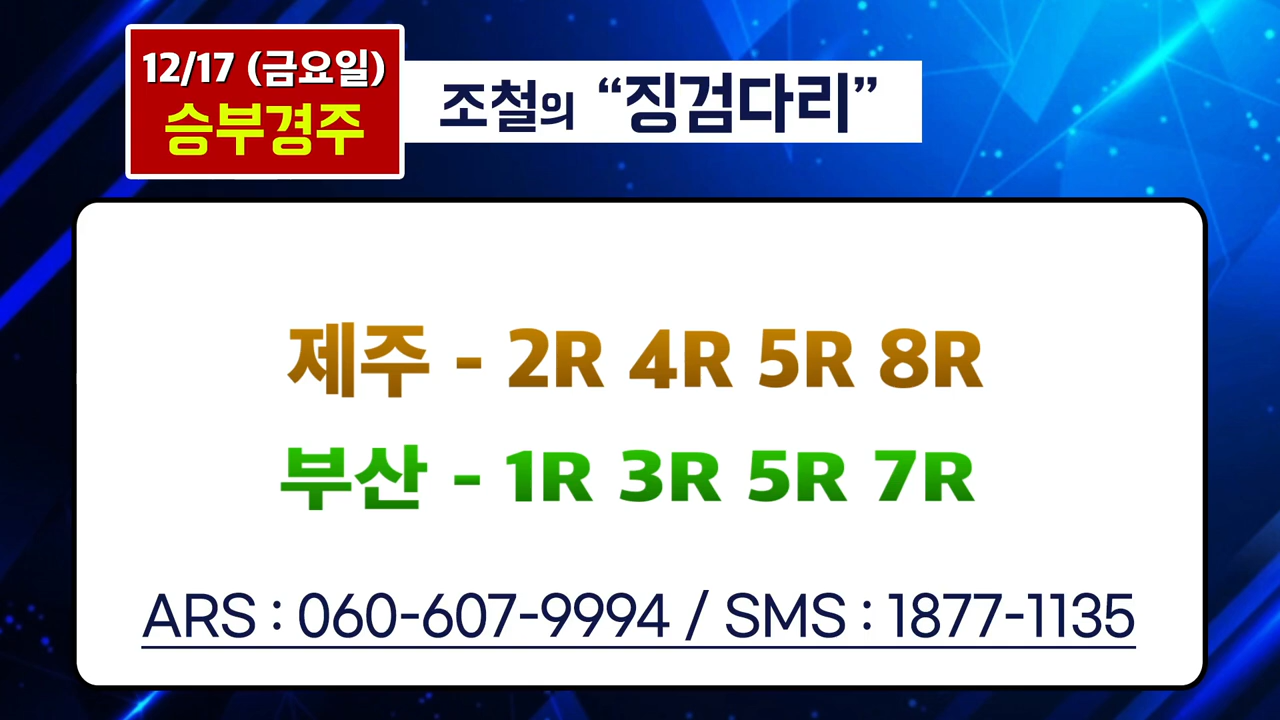 12/17 (금요일)
승부경주
조철의 “징검다리”
제주 - 2R 4R 5R 8R
부산 - 1R 3R 5R 7R
ARS : 060-607-9994 / SMS : 1877-1135